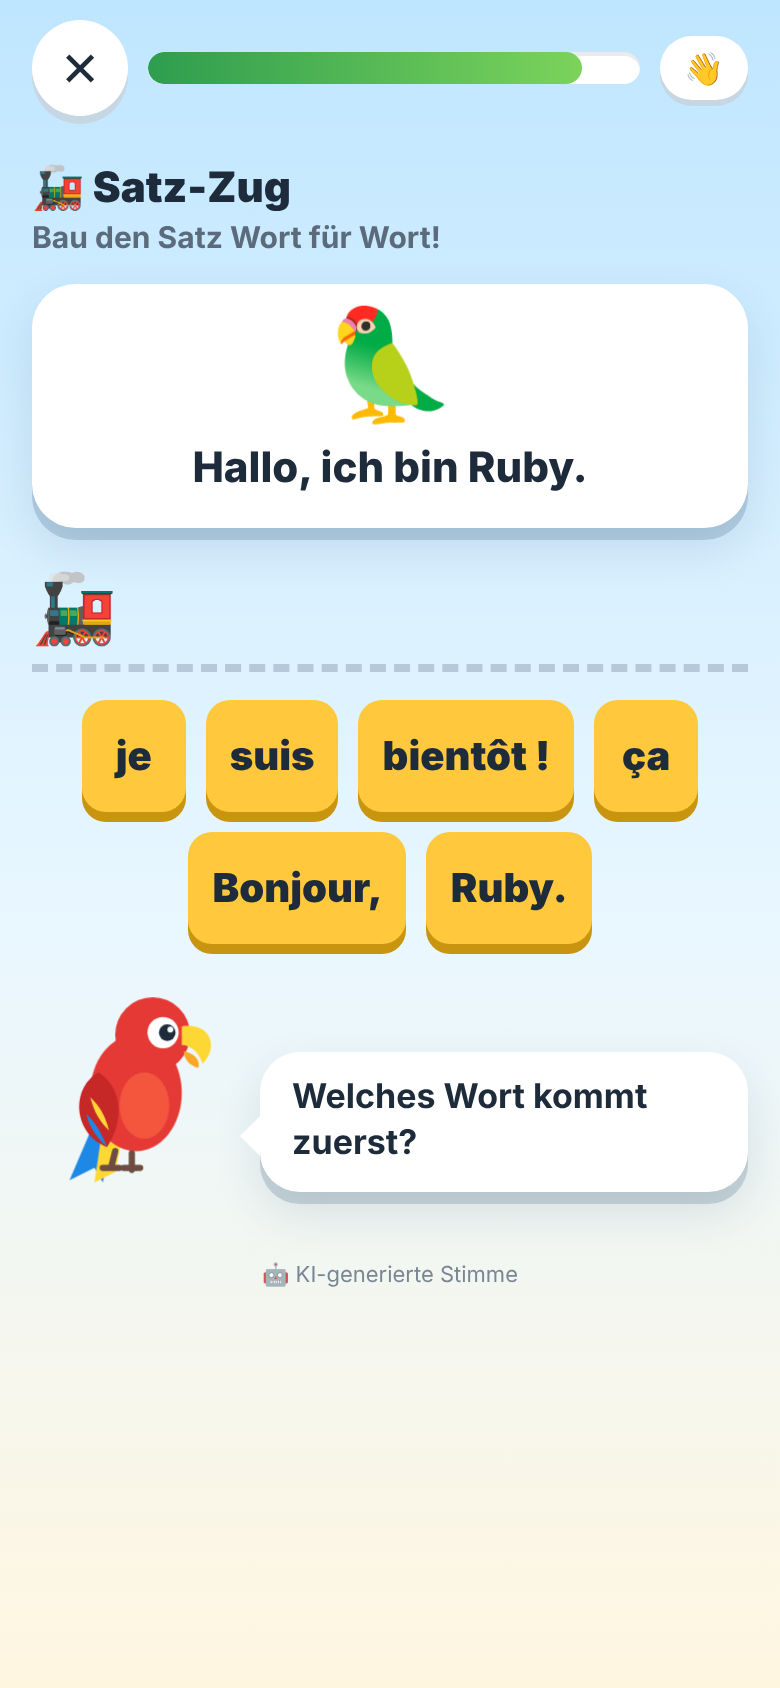 Satz-Zug
Bau den Satz Wort für Wort!
Hallo, ich bin Ruby.
je suis bientôt ! ça
Bonjour, Ruby.
Welches Wort kommt
zuerst?
KI-generierte Stimme